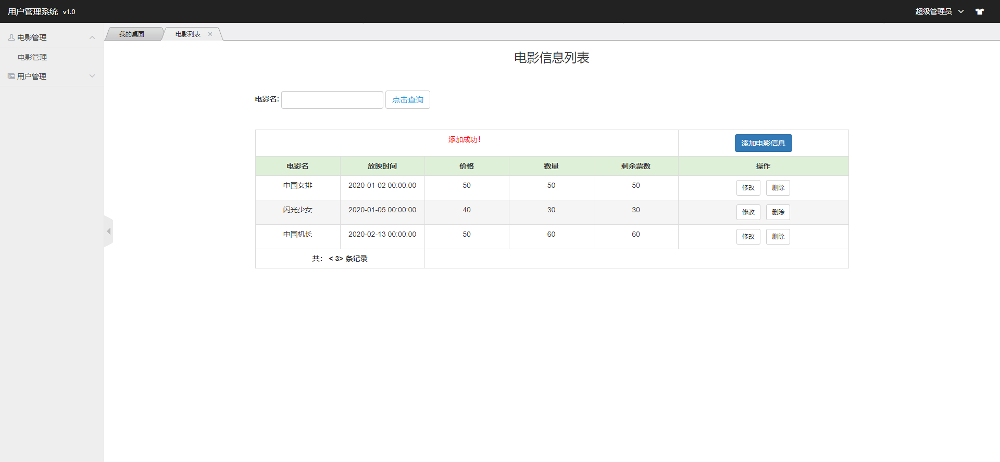 用户管理系统 v1.0
超级管理员
电影管理
电影管理
用户管理
我的桌面
电影列表
电影信息列表
电影名:
点击查询
添加成功！
添加电影信息
电影名 放映时间 价格 数量 剩余票数 操作
中国女排 2020-01-02 00:00:00 50 50 50 修改 删除
闪光少女 2020-01-05 00:00:00 40 30 30 修改 删除
中国机长 2020-02-13 00:00:00 50 60 60 修改 删除
共： < 3> 条记录